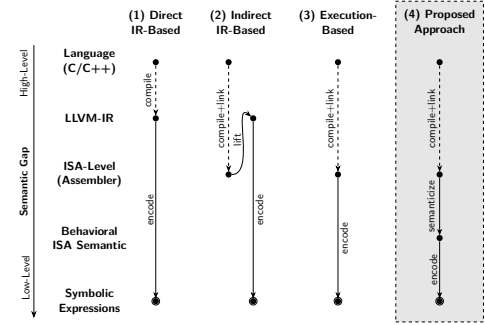 (1) Direct
IR-Based
(2) Indirect
IR-Based
(3) Execution-
Based
(4) Proposed
Approach
High-Level
Semantic Gap
Low-Level
Language
(C/C++)
LLVM-IR
ISA-Level
(Assembler)
Behavioral
ISA Semantic
Symbolic
Expressions
compile
encode
compile+link
lift
encode
compile+link
encode
compile+link
semanticize
encode